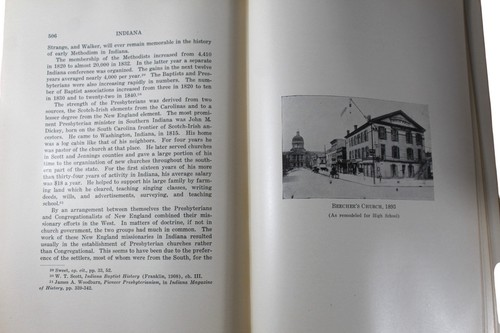 306 INDIANA
Strange, and Walker, will ever remain memorable in the history
of early Methodism in Indiana.
The membership of the Methodists increased from 4,410
in 1820 to almost 20,000 in 1832. In the latter year a separate
Indiana conference was organized. The gains in the next twelve
years averaged nearly 4,000 per year. The Baptists and Pres-
byterians were also increasing rapidly in numbers. The num-
ber of Baptist associations increased from three in 1820 to ten
in 1830 and to twenty-two in 1840.
The strength of the Presbyterians was derived from two
sources, the Scotch-Irish elements from the Carolinas and to a
lesser degree from the New England element. The most promi-
nent Presbyterian minister in Southern Indiana was John M.
Dickey, born on the South Carolina frontier of Scotch-Irish an-
cestors. He came to Washington, Indiana, in 1815. His home
was a log cabin like that of his neighbors. For four years he
was pastor of the church at that place. He later served churches
in Scott and Jennings counties and gave a large portion of his
time to the organization of new churches throughout the south-
ern part of the state. For the first sixteen years of his more
than thirty-four years of activity in Indiana, his average salary
was $18 a year. He helped to support his large family by farm-
ing land which he cleared, teaching singing classes, writing
deeds, wills, and advertisements, surveying, and teaching
school.
By an arrangement between themselves the Presbyterians
and Congregationalists of New England combined their mis-
sionary efforts in the West. In matters of doctrine, if not in
church government, the two groups had much in common. The
work of these New England missionaries in Indiana resulted
usually in the establishment of Presbyterian churches rather
than Congregational. This seems to have been due to the prefer-
ence of the settlers, most of whom were from the South, for the
Sweet, op. cit., pp. 52,
W. T. Scott, Indiana Baptist History (Franklin, 1908), ch. III.
James A. Woodburn, Pioneer Presbyterianism, in Indiana Magazine
of History, pp.
BEECHER'S CHURCH, 1893
(As remodeled for High School)